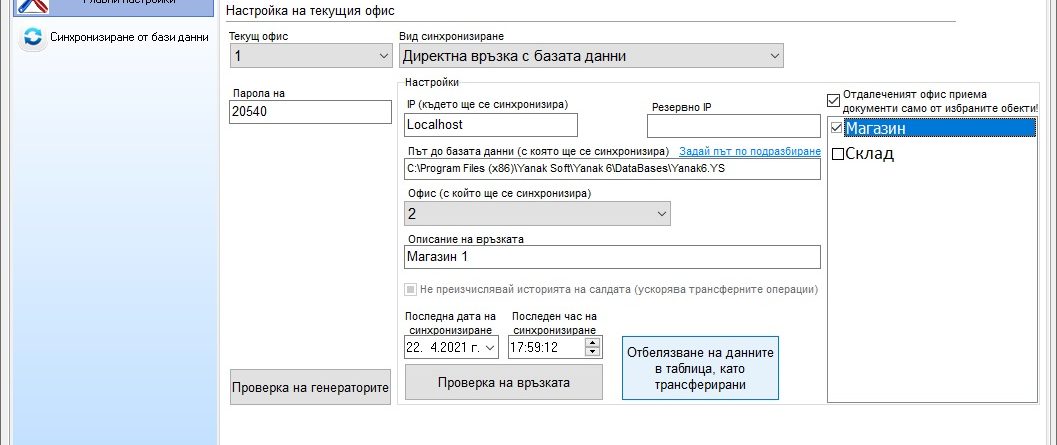 Главни настройки
Настройка на текущия офис
Синхронизиране от бази данни
Текущ офис
Вид синхронизиране
1
Директна връзка с базата данни
Парола на
20540
Настройки
IP (където ще се синхронизира)
Резервно IP
Localhost
Път до базата данни (с която ще се синхронизира)
Задай път по подразбиране
C:\Program Files (x86)\Yanak Soft\Yanak 6\DataBases\Yanak6.YS
Офис (с който ще се синхронизира)
2
Описание на връзката
Магазин 1
Не преизчислявай историята на салдата (ускорява трансферните операции)
Последна дата на
синхронизиране
Последен час на
синхронизиране
22. 4.2021 г.
17:59:12
Проверка на генераторите
Проверка на връзката
Отбелязване на данните
в таблица, като
трансферирани
Отдалеченият офис приема
документи само от избраните обекти!
Магазин
Склад